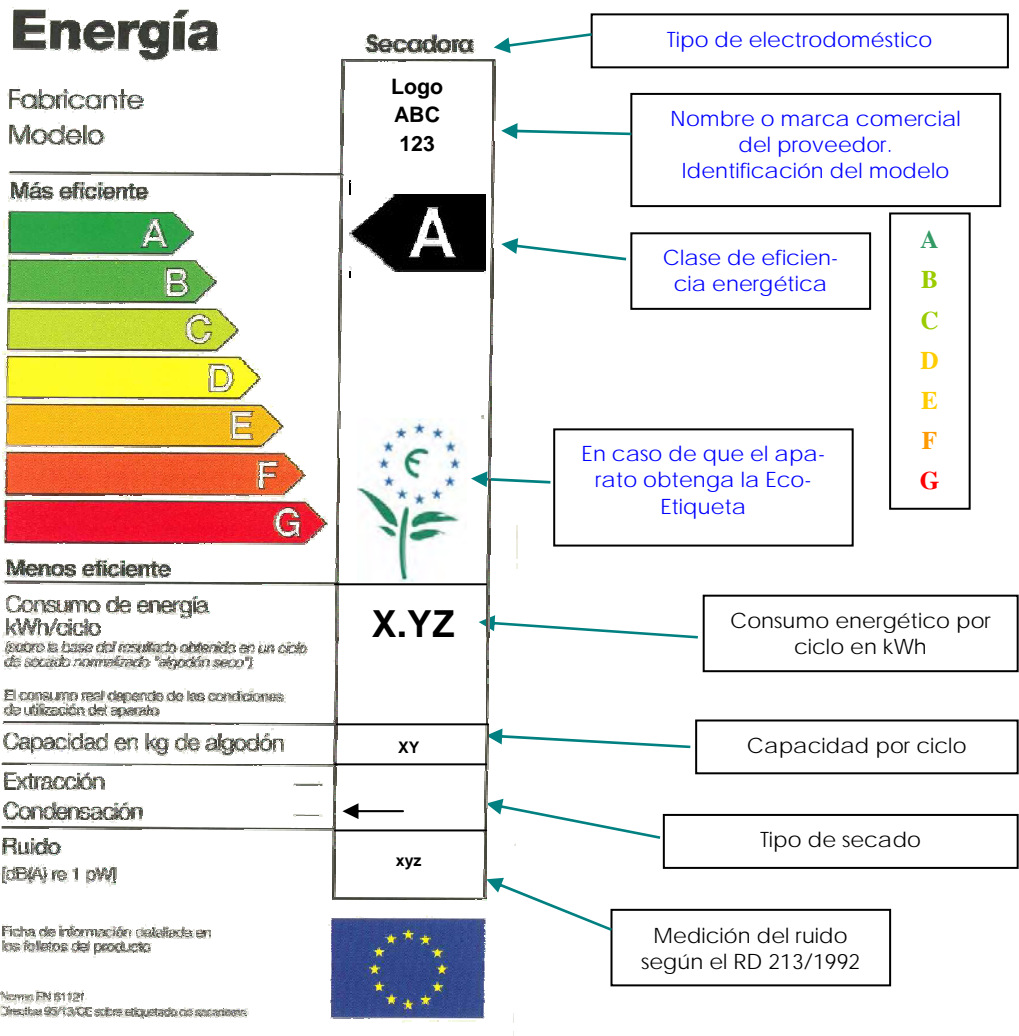 Energía
Secadora
Tipo de electrodoméstico
Fabricante
Modelo
Logo
ABC
123
Nombre o marca comercial
del proveedor.
Identificación del modelo
Más eficiente
A
B
C
D
E
F
G
A
Clase de eficien-
cia energética
A
B
C
D
E
F
G
En caso de que el apa-
rato obtenga la Eco-
Etiqueta
Menos eficiente
Consumo de energía
kWh/ciclo
(sobre la base del resultado obtenido en un ciclo
de secado normalizado "algodón seco")
El consumo real depende de las condiciones
de utilización del aparato
X.YZ
Consumo energético por
ciclo en kWh
Capacidad en kg de algodón
XY
Capacidad por ciclo
Extracción
Condensación
Tipo de secado
Ruido
[dB(A) re 1 pW]
xyz
Medición del ruido
según el RD 213/1992
Ficha de información detallada en
los folletos del producto
Norma EN 61121
Directiva 95/13/CE sobre etiquetado de secadoras